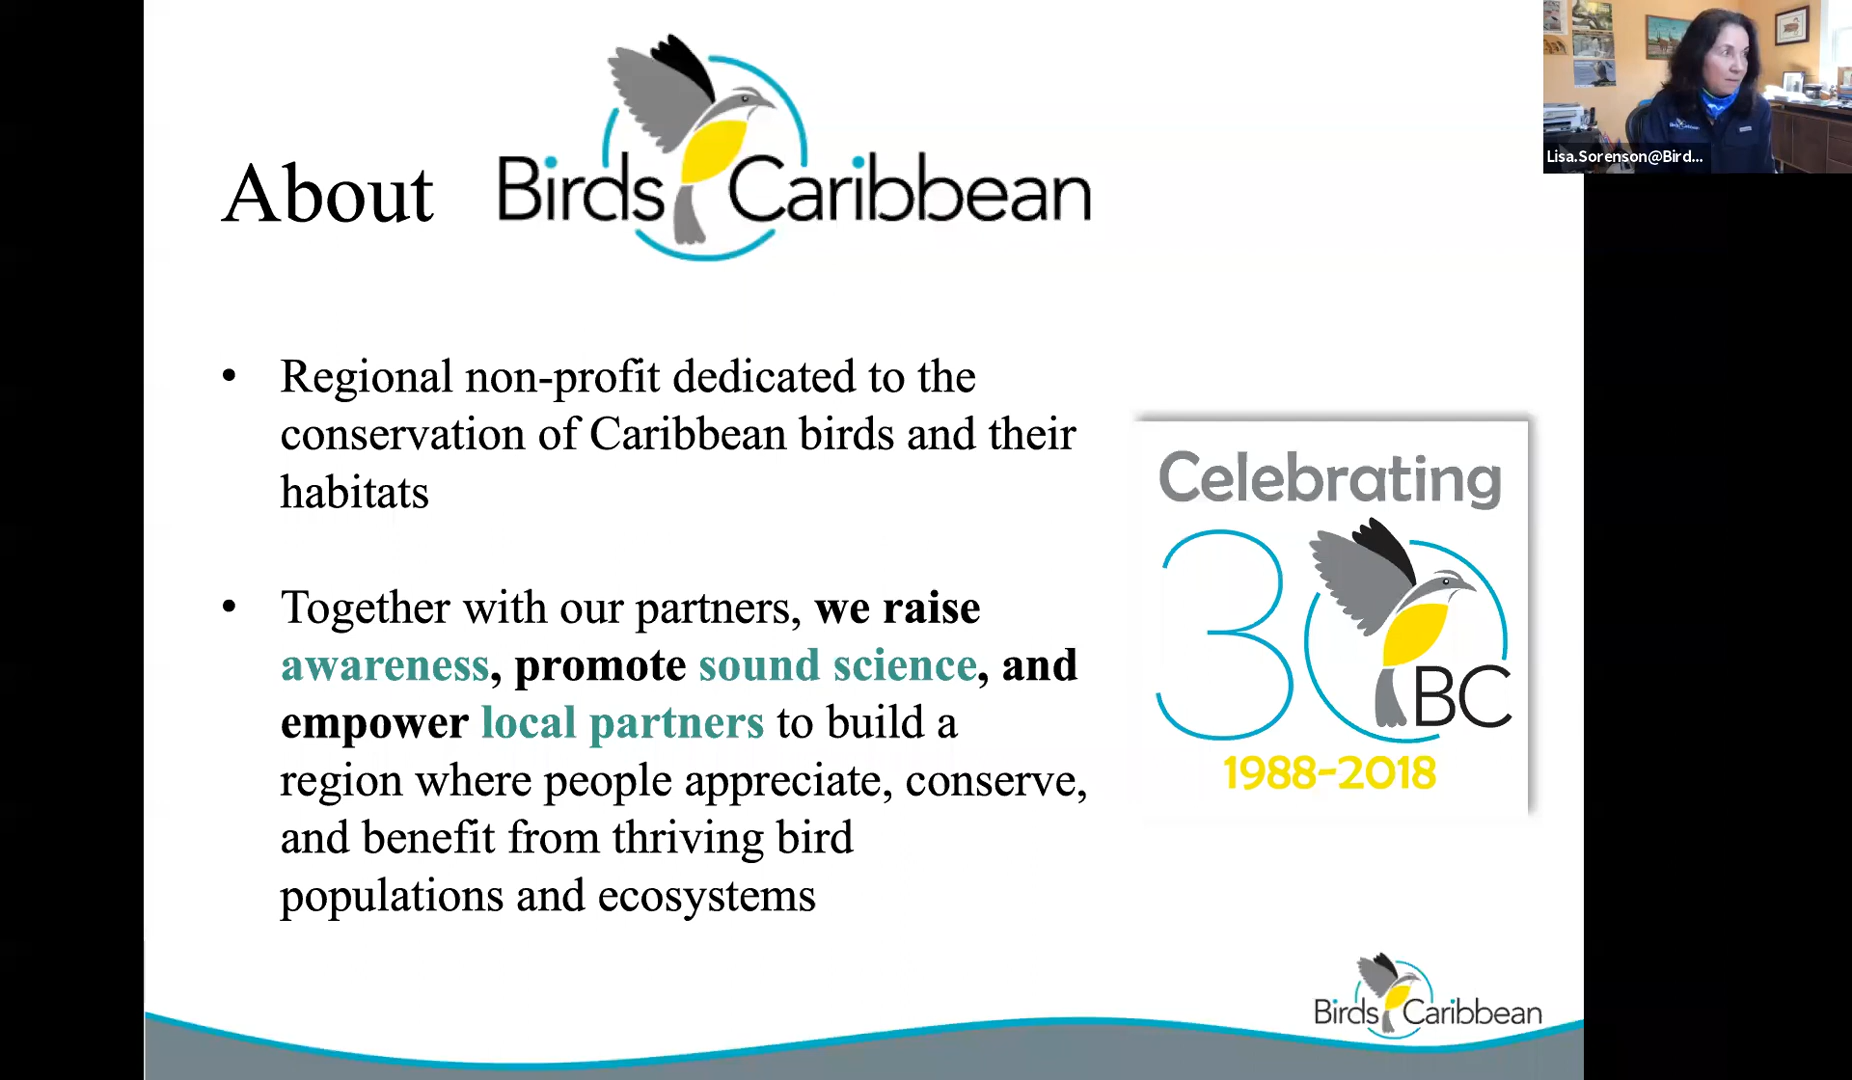 About Birds Caribbean
Lisa.Sorenson@Bird...
• Regional non-profit dedicated to the
conservation of Caribbean birds and their
habitats
• Together with our partners, we raise
awareness, promote sound science, and
empower local partners to build a
region where people appreciate, conserve,
and benefit from thriving bird
populations and ecosystems
Celebrating
30
BC
1988-2018
Birds Caribbean